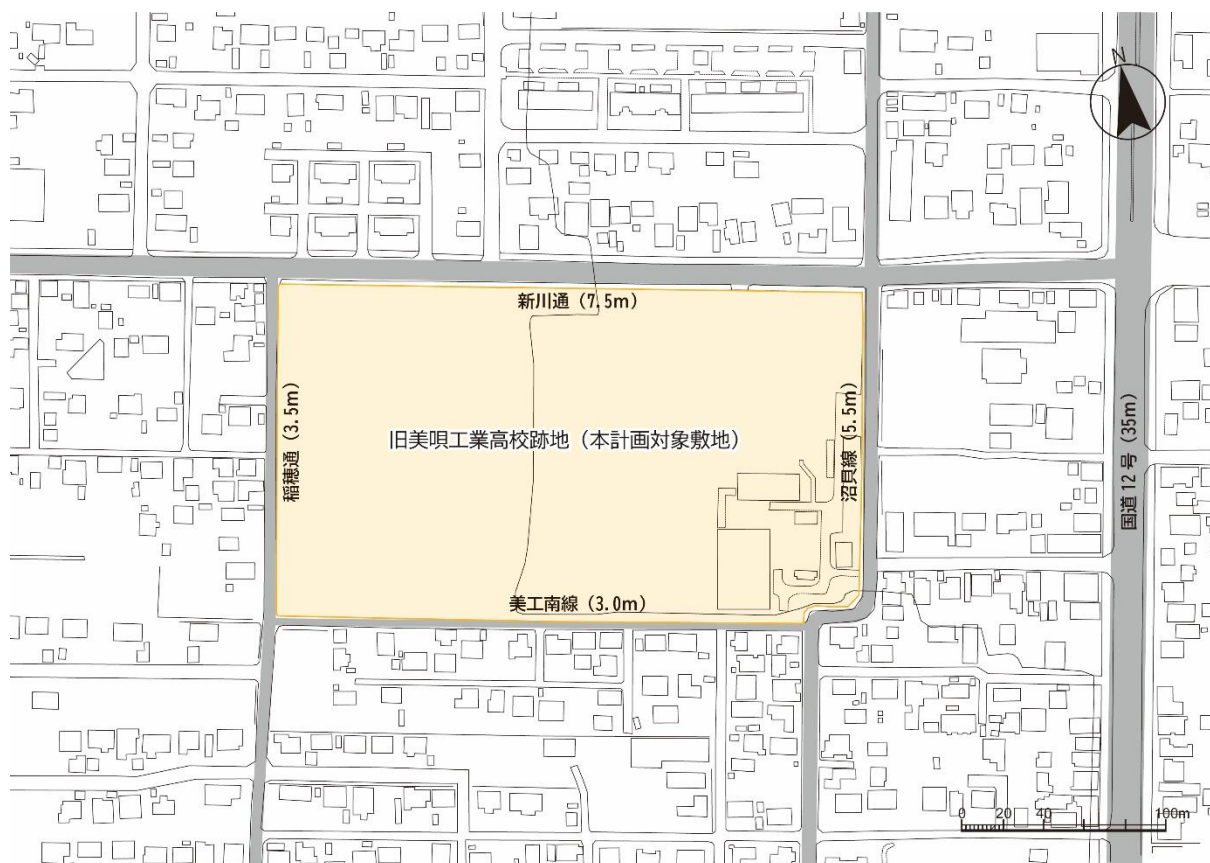 N
新川通（7.5m）
稲穂通（3.5m）
旧美唄工業高校跡地（本計画対象敷地）
沼貝線（5.5m）
国道12号（35m）
美工南線（3.0m）
0 20 40 100m